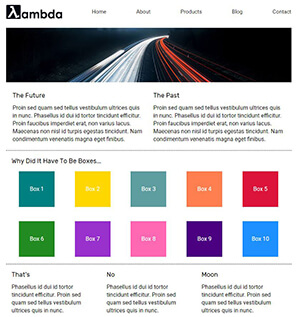 λambda Home About Products Blog Contact
The Future The Past
Proin sed quam sed tellus vestibulum ultrices quis
in nunc. Phasellus id dui id tortor tincidunt efficitur.
Proin faucibus imperdiet erat, non varius lacus.
Maecenas non nisl id turpis egestas tincidunt. Nam
condimentum venenatis magna eget finibus.
Proin sed quam sed tellus vestibulum ultrices quis
in nunc. Phasellus id dui id tortor tincidunt efficitur.
Proin faucibus imperdiet erat, non varius lacus.
Maecenas non nisl id turpis egestas tincidunt. Nam
condimentum venenatis magna eget finibus.
Why Did It Have To Be Boxes...
Box 1 Box 2 Box 3 Box 4 Box 5
Box 6 Box 7 Box 8 Box 9 Box 10
That's
Phasellus id dui id tortor
tincidunt efficitur. Proin sed
quam sed tellus vestibulum
ultrices quis in nunc.
No
Phasellus id dui id tortor
tincidunt efficitur. Proin sed
quam sed tellus vestibulum
ultrices quis in nunc.
Moon
Phasellus id dui id tortor
tincidunt efficitur. Proin sed
quam sed tellus vestibulum
ultrices quis in nunc.